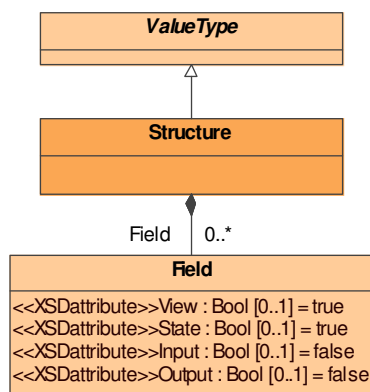 ValueType
Structure
Field 0..*
Field
<<XSDattribute>>View : Bool [0..1] = true
<<XSDattribute>>State : Bool [0..1] = true
<<XSDattribute>>Input : Bool [0..1] = false
<<XSDattribute>>Output : Bool [0..1] = false